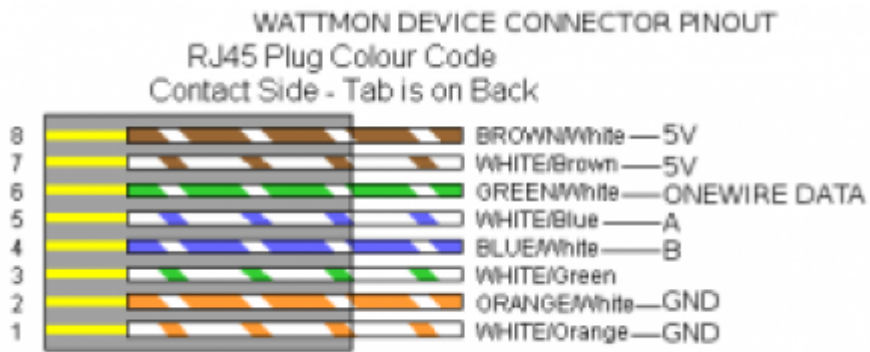 WATTMON DEVICE CONNECTOR PINOUT
RJ45 Plug Colour Code
Contact Side - Tab is on Back
8 BROWN/White 5V
7 WHITE/Brown 5V
6 GREEN/White ONEWIRE DATA
5 WHITE/Blue A
4 BLUE/White B
3 WHITE/Green
2 ORANGE/White GND
1 WHITE/Orange GND